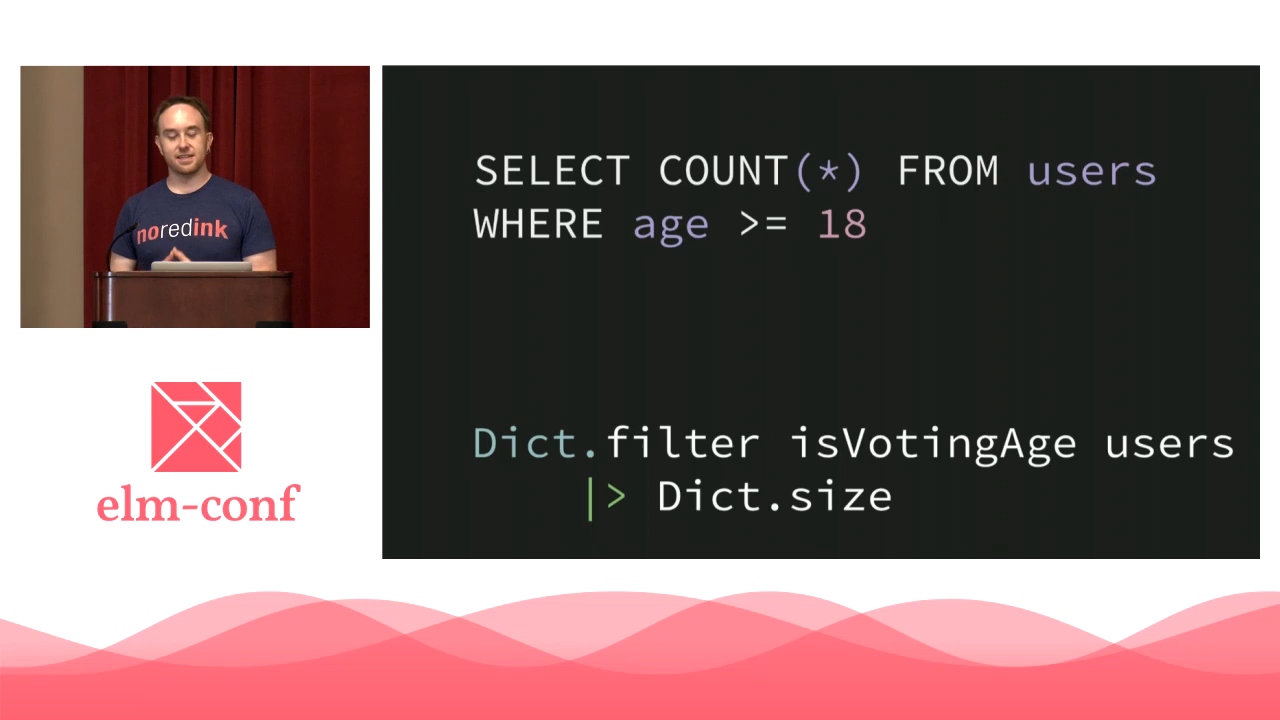 noredink
elm-conf
SELECT COUNT(*) FROM users
WHERE age >= 18
Dict.filter isVotingAge users
|> Dict.size